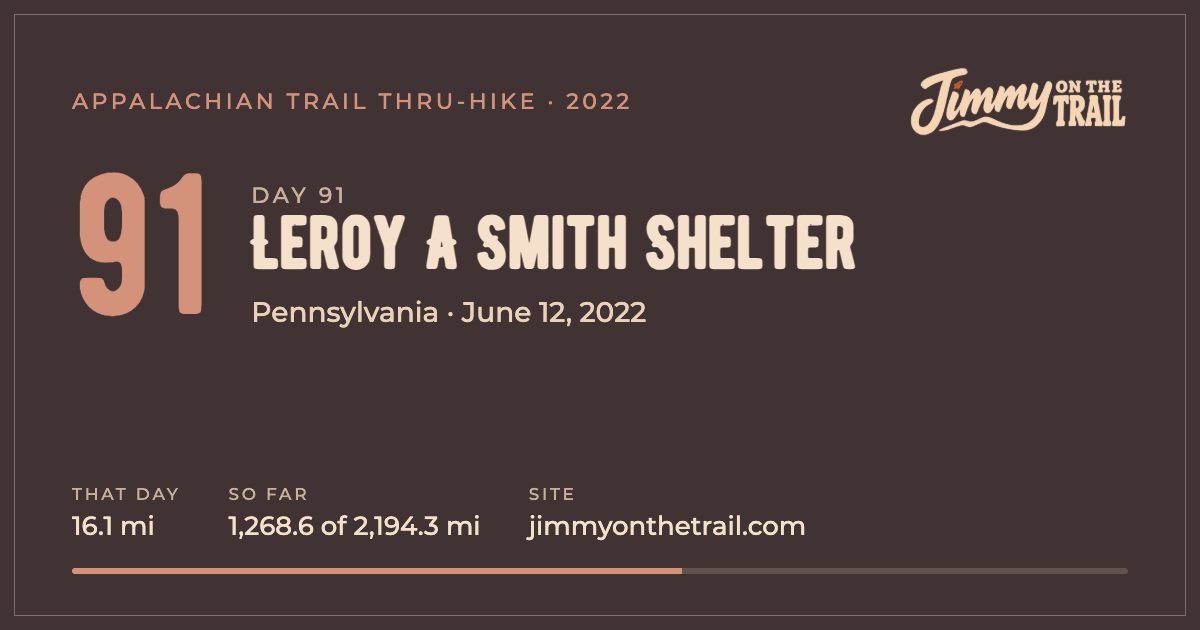 APPALACHIAN TRAIL THRU-HIKE · 2022
Jimmy ON THE TRAIL
91
DAY 91
LEROY A SMITH SHELTER
Pennsylvania · June 12, 2022
THAT DAY
16.1 mi
SO FAR
1,268.6 of 2,194.3 mi
SITE
jimmyonthetrail.com